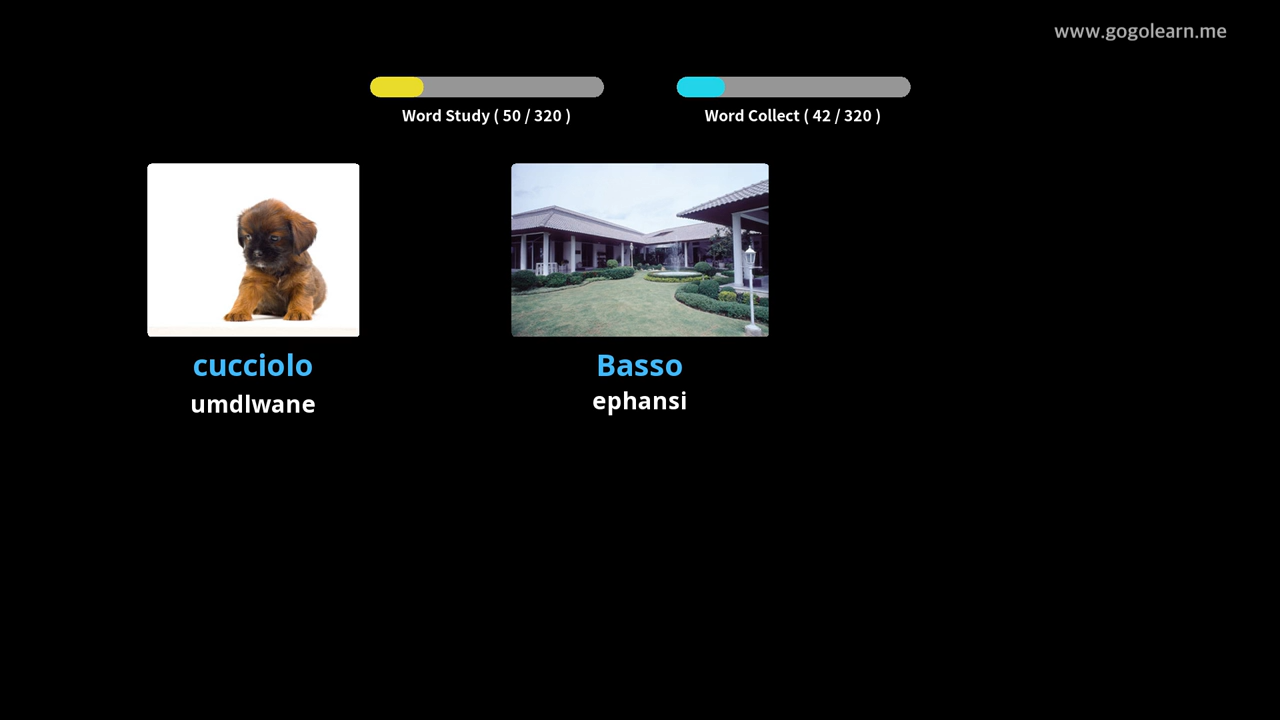 www.gogolearn.me
Word Study ( 50 / 320 )
Word Collect ( 42 / 320 )
cucciolo
umdlwane
Basso
ephansi